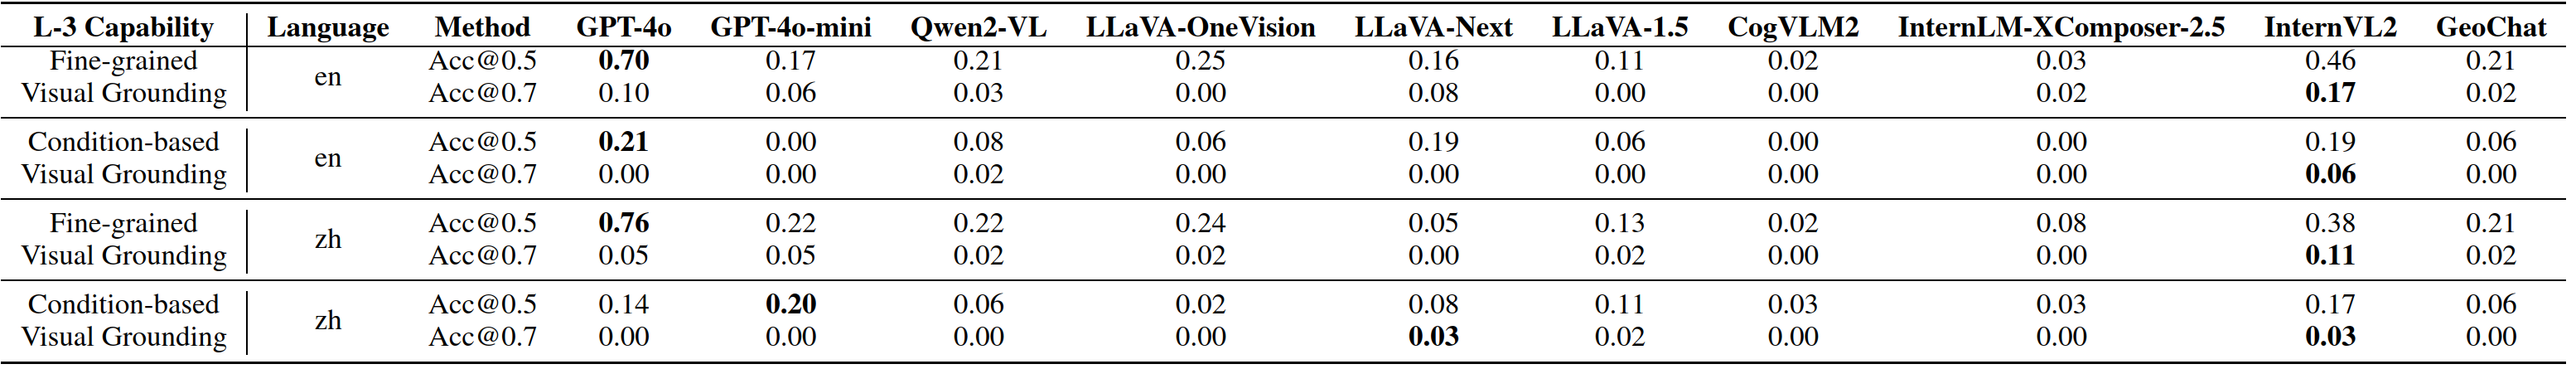 L-3 Capability Language Method GPT-4o GPT-4o-mini Qwen2-VL LLaVA-OneVision LLaVA-Next LLaVA-1.5 CogVLM2 InternLM-XComposer-2.5 InternVL2 GeoChat
Fine-grained Visual Grounding en Acc@0.5 0.70 0.17 0.21 0.25 0.16 0.11 0.02 0.03 0.46 0.21
Acc@0.7 0.10 0.06 0.03 0.00 0.08 0.00 0.00 0.02 0.17 0.02
Condition-based Visual Grounding en Acc@0.5 0.21 0.00 0.08 0.06 0.19 0.06 0.00 0.00 0.19 0.06
Acc@0.7 0.00 0.00 0.02 0.00 0.00 0.00 0.00 0.00 0.06 0.00
Fine-grained Visual Grounding zh Acc@0.5 0.76 0.22 0.22 0.24 0.05 0.13 0.02 0.08 0.38 0.21
Acc@0.7 0.05 0.05 0.02 0.02 0.00 0.02 0.00 0.00 0.11 0.02
Condition-based Visual Grounding zh Acc@0.5 0.14 0.20 0.06 0.02 0.08 0.11 0.03 0.03 0.17 0.06
Acc@0.7 0.00 0.00 0.00 0.00 0.03 0.02 0.00 0.00 0.03 0.00